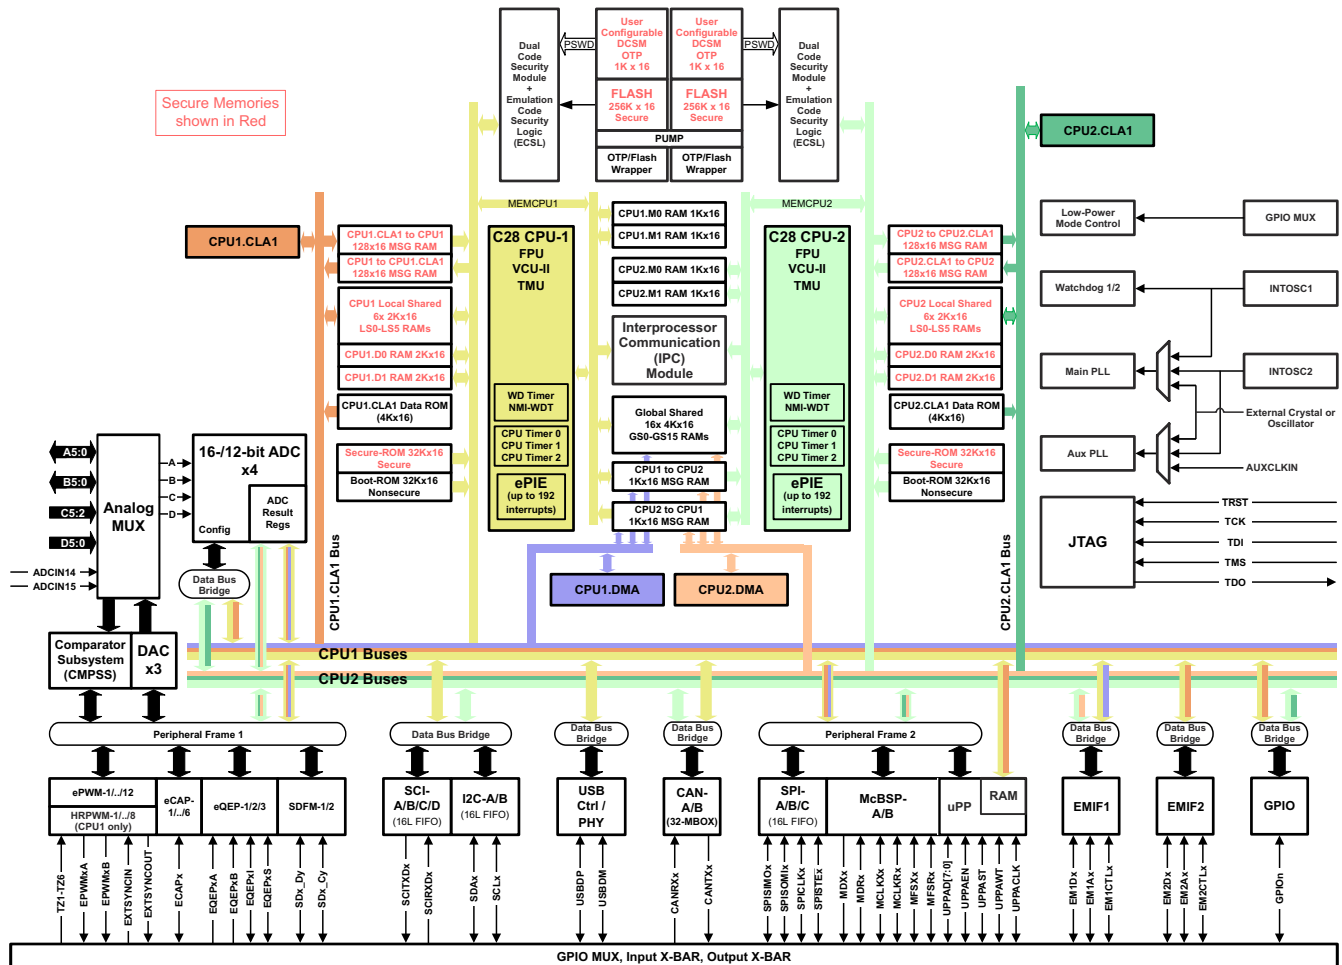 Secure Memories
shown in Red
Dual
Code
Security
Module
+
Emulation
Code
Security
Logic
(ECSL)
PSWD
User
Configurable
DCSM
OTP
1K x 16
User
Configurable
DCSM
OTP
1K x 16
PSWD
FLASH
256K x 16
Secure
FLASH
256K x 16
Secure
PUMP
OTP/Flash
Wrapper
OTP/Flash
Wrapper
Dual
Code
Security
Module
+
Emulation
Code
Security
Logic
(ECSL)
CPU2.CLA1
MEMCPU1
MEMCPU2
CPU1.CLA1
CPU1.CLA1 to CPU1
128x16 MSG RAM
CPU1 to CPU1.CLA1
128x16 MSG RAM
CPU1 Local Shared
6x 2Kx16
LS0-LS5 RAMs
CPU1.D0 RAM 2Kx16
CPU1.D1 RAM 2Kx16
CPU1.CLA1 Data ROM
(4Kx16)
Secure-ROM 32Kx16
Secure
Boot-ROM 32Kx16
Nonsecure
C28 CPU-1
FPU
VCU-II
TMU
WD Timer
NMI-WDT
CPU Timer 0
CPU Timer 1
CPU Timer 2
ePIE
(up to 192
interrupts)
CPU1.M0 RAM 1Kx16
CPU1.M1 RAM 1Kx16
CPU2.M0 RAM 1Kx16
CPU2.M1 RAM 1Kx16
Interprocessor
Communication
(IPC)
Module
Global Shared
16x 4Kx16
GS0-GS15 RAMs
CPU1 to CPU2
1Kx16 MSG RAM
CPU2 to CPU1
1Kx16 MSG RAM
CPU1.DMA
CPU2.DMA
C28 CPU-2
FPU
VCU-II
TMU
WD Timer
NMI-WDT
CPU Timer 0
CPU Timer 1
CPU Timer 2
ePIE
(up to 192
interrupts)
CPU2 to CPU2.CLA1
128x16 MSG RAM
CPU2.CLA1 to CPU2
128x16 MSG RAM
CPU2 Local Shared
6x 2Kx16
LS0-LS5 RAMs
CPU2.D0 RAM 2Kx16
CPU2.D1 RAM 2Kx16
CPU2.CLA1 Data ROM
(4Kx16)
Secure-ROM 32Kx16
Secure
Boot-ROM 32Kx16
Nonsecure
Low-Power
Mode Control
GPIO MUX
Watchdog 1/2
INTOSC1
Main PLL
INTOSC2
External Crystal or
Oscillator
Aux PLL
AUXCLKIN
JTAG
TRST
TCK
TDI
TMS
TDO
A5:0
B5:0
C5:2
D5:0
ADCIN14
ADCIN15
Analog
MUX
A
B
C
D
16-/12-bit ADC
x4
ADC
Result
Regs
Config
Data Bus
Bridge
CPU1.CLA1 Bus
CPU2.CLA1 Bus
Comparator
Subsystem
(CMPSS)
DAC
x3
CPU1 Buses
CPU2 Buses
Peripheral Frame 1
Data Bus Bridge
Data Bus
Bridge
Data Bus
Bridge
Peripheral Frame 2
Data Bus
Bridge
Data Bus
Bridge
Data Bus
Bridge
ePWM-1/../12
HRPWM-1/../8
(CPU1 only)
eCAP-
1/../6
eQEP-1/2/3
SDFM-1/2
SCI-
A/B/C/D
(16L FIFO)
I2C-A/B
(16L FIFO)
USB
Ctrl /
PHY
CAN-
A/B
(32-MBOX)
SPI-
A/B/C
(16L FIFO)
McBSP-
A/B
uPP
RAM
EMIF1
EMIF2
GPIO
TZ1-TZ6
EPWMxA
EPWMxB
EXTSYNCIN
EXTSYNCOUT
ECAPx
EQEPxA
EQEPxB
EQEPxI
EQEPxS
SDx_Dy
SDx_Cy
SCITXDx
SCIRXDx
SDAx
SCLx
USBDP
USBDM
CANRXx
CANTXx
SPISIMOx
SPISOMIx
SPICLKx
SPISTEx
MDXx
MDRx
MCLKXx
MCLKRx
MFSXx
MFSRx
UPPAD[7:0]
UPPAEN
UPPAST
UPPAWT
UPPACLK
EM1Dx
EM1Ax
EM1CTLx
EM2Dx
EM2Ax
EM2CTLx
GPIOn
GPIO MUX, Input X-BAR, Output X-BAR